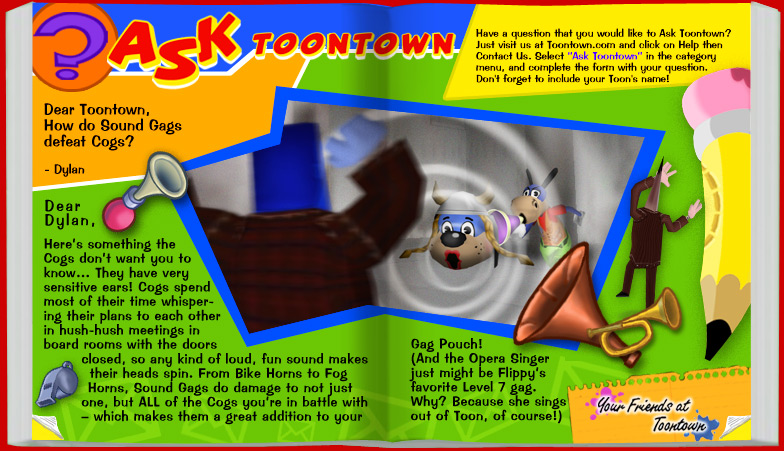 ASK TOONTOWN
Have a question that you would like to Ask Toontown?
Just visit us at Toontown.com and click on Help then
Contact Us. Select "Ask Toontown" in the category
menu, and complete the form with your question.
Don't forget to include your Toon's name!
Dear Toontown,
How do Sound Gags
defeat Cogs?
- Dylan
Dear
Dylan,
Here's something the
Cogs don't want you to
know... They have very
sensitive ears! Cogs spend
most of their time whisper-
ing their plans to each other
in hush-hush meetings in
board rooms with the doors
closed, so any kind of loud, fun sound makes
their heads spin. From Bike Horns to Fog
Horns, Sound Gags do damage to not just
one, but ALL of the Cogs you're in battle with
– which makes them a great addition to your
Gag Pouch!
(And the Opera Singer
just might be Flippy's
favorite Level 7 gag.
Why? Because she sings
out of Toon, of course!)
Your Friends at
Toontown